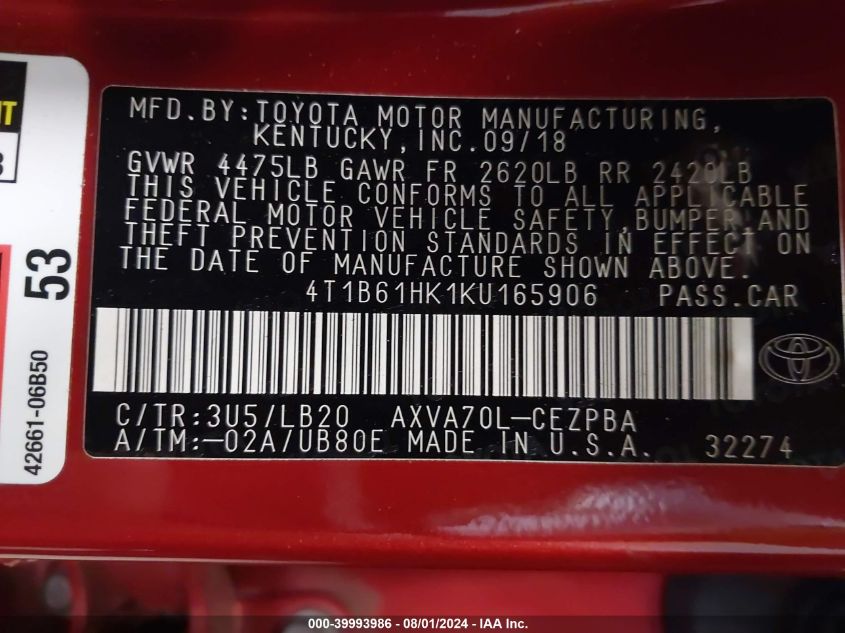 MFD.BY:TOYOTA MOTOR MANUFACTURING,
KENTUCKY,INC.09/18
GVWR 4475LB GAWR FR 2620LB RR 2420LB
THIS VEHICLE CONFORMS TO ALL APPLICABLE
FEDERAL MOTOR VEHICLE SAFETY,BUMPER,AND
THEFT PREVENTION STANDARDS IN EFFECT ON
THE DATE OF MANUFACTURE SHOWN ABOVE.
4T1B61HK1KU165906 PASS.CAR
C/TR:3U5/LB20 AXVA70L-CEZPBA
A/TM:-02A/UB80E MADE IN U.S.A. 32274
53
42661-06B50
000-39993986 / 08/01/2024 - IAA Inc.